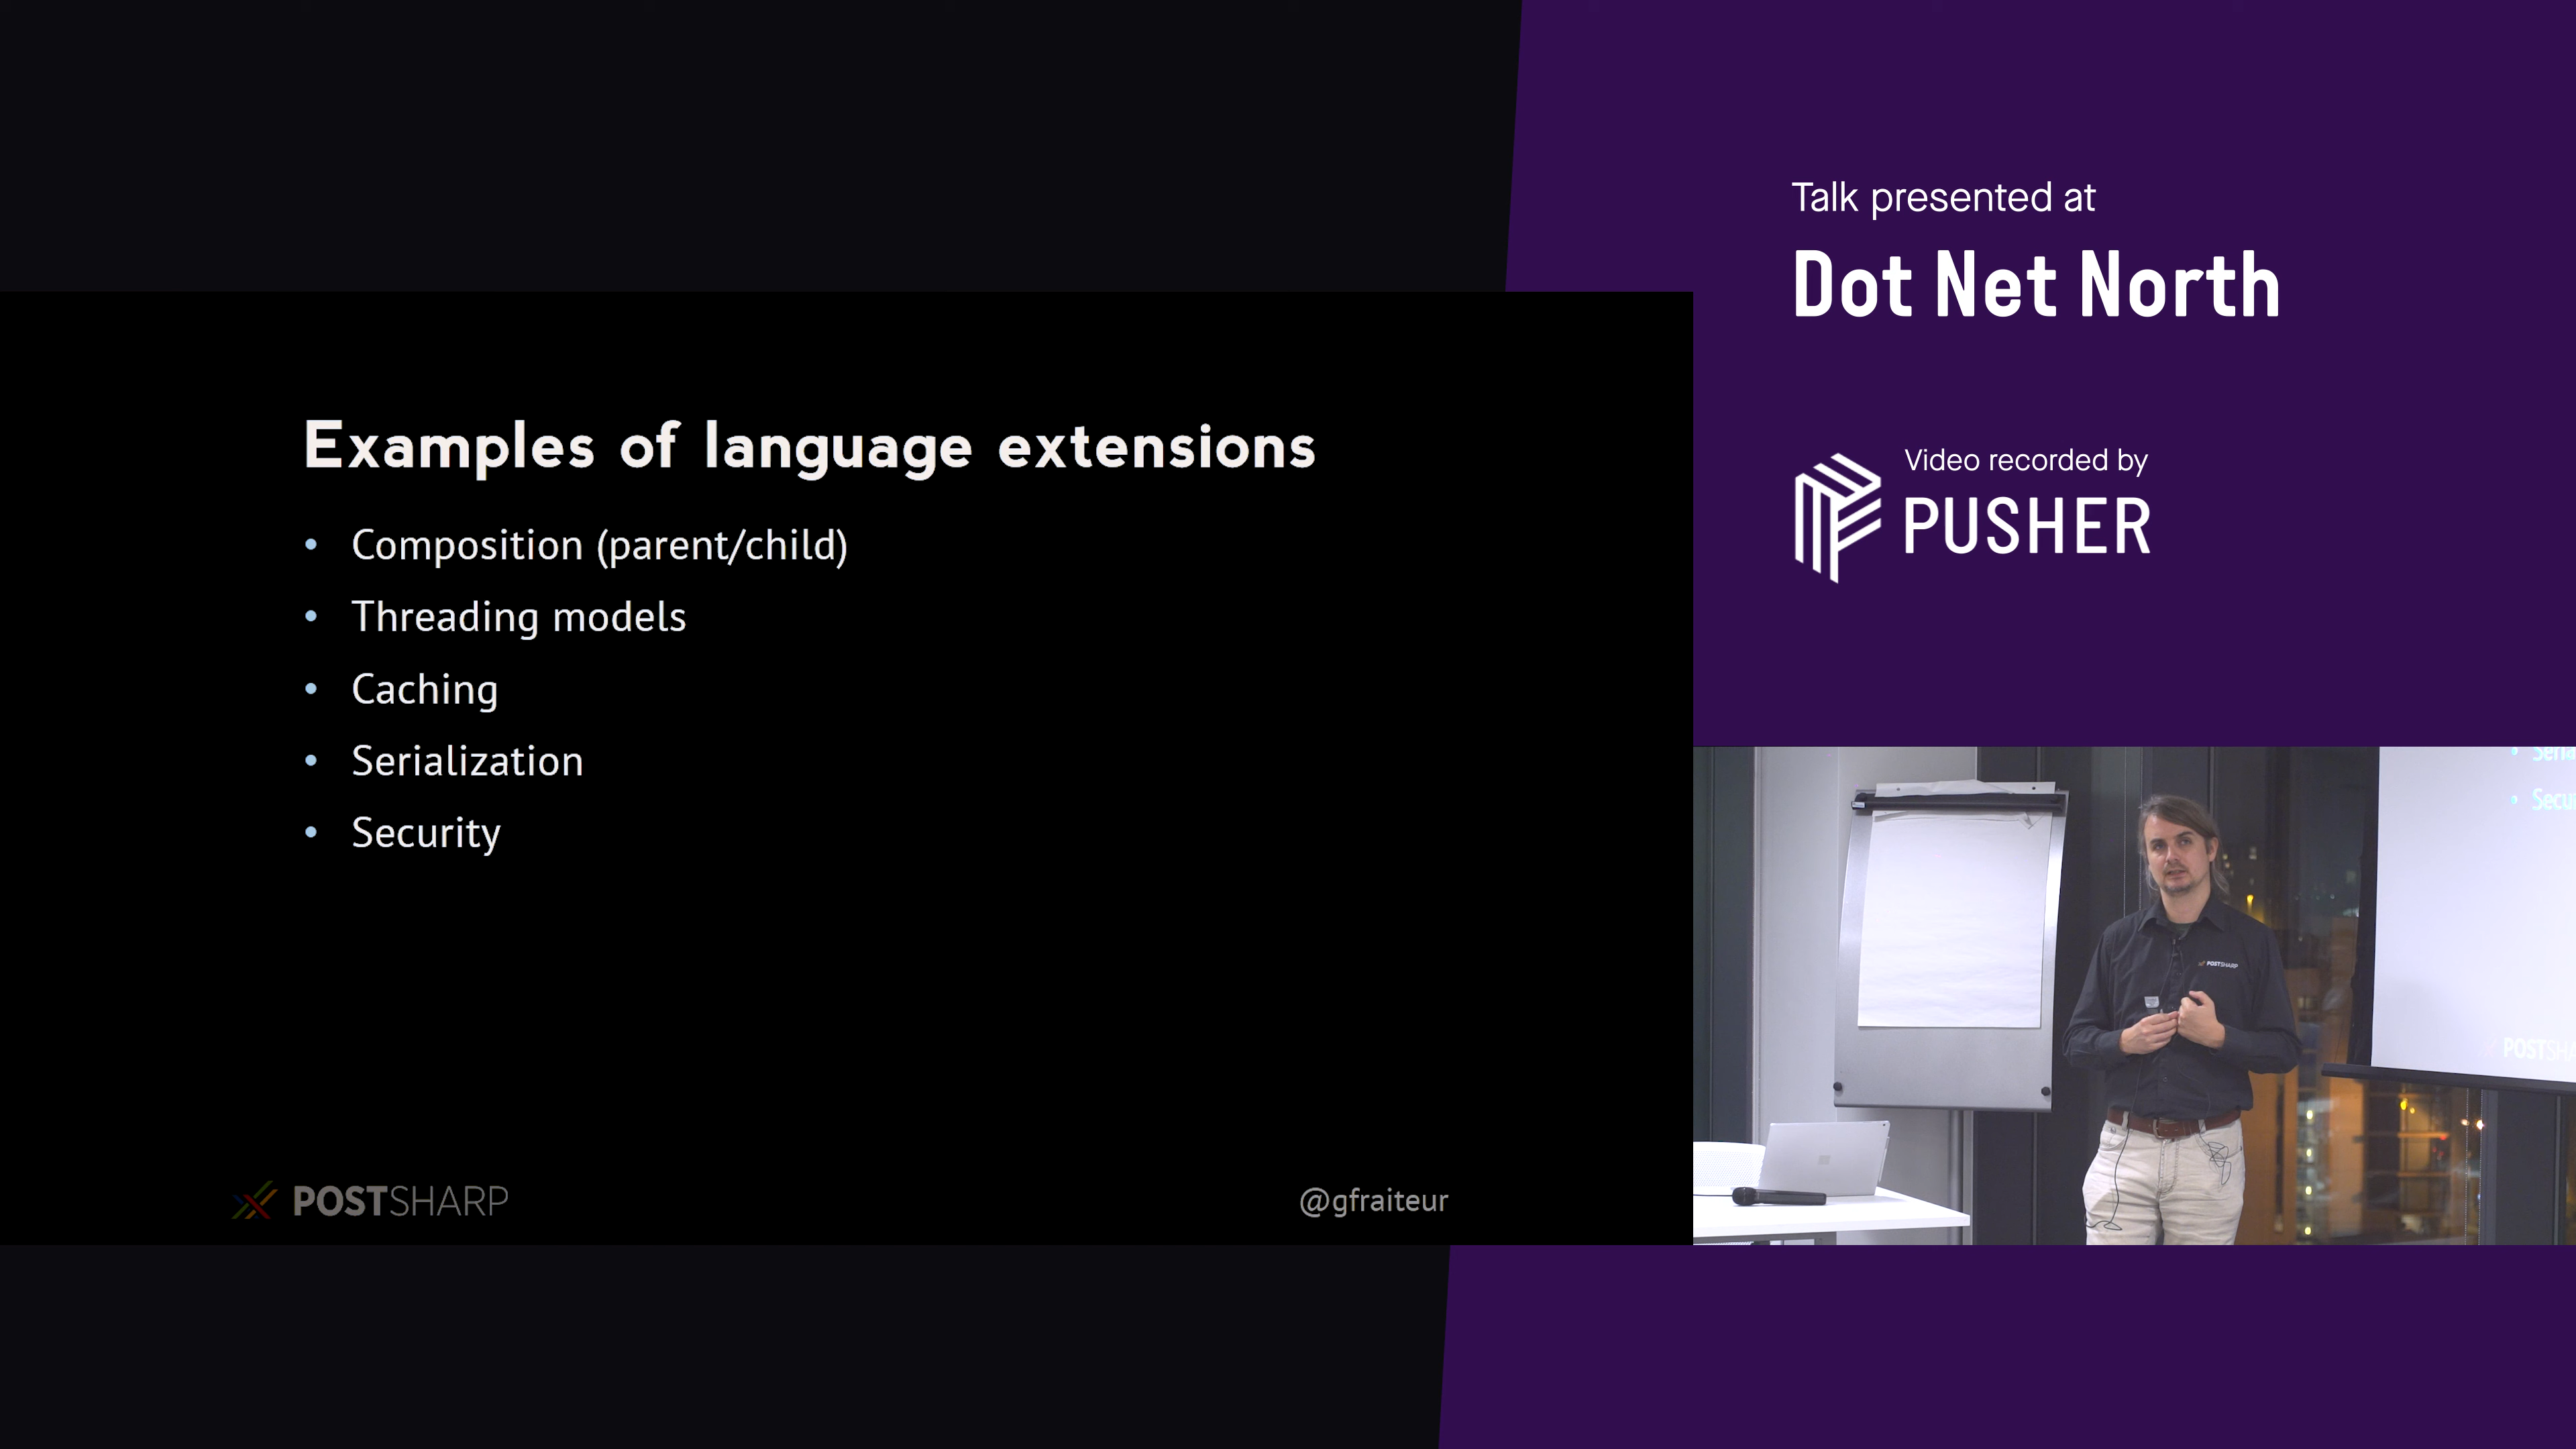 Talk presented at
Dot Net North
Video recorded by
PUSHER
Examples of language extensions
• Composition (parent/child)
• Threading models
• Caching
• Serialization
• Security
POSTSHARP
@gfraiteur
POSTSHARP